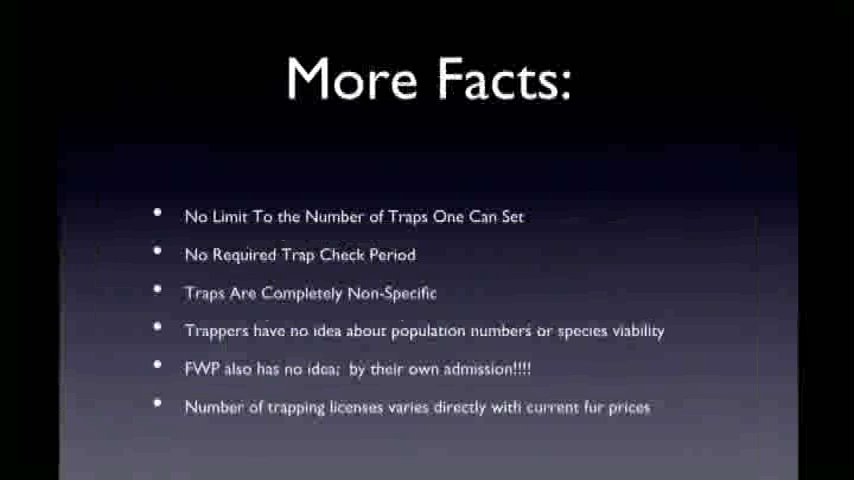 More Facts:
• No Limit To the Number of Traps One Can Set
• No Required Trap Check Period
• Traps Are Completely Non-Specific
• Trappers have no idea about population numbers or species viability
• FWP also has no idea; by their own admission!!!!
• Number of trapping licenses varies directly with current fur prices